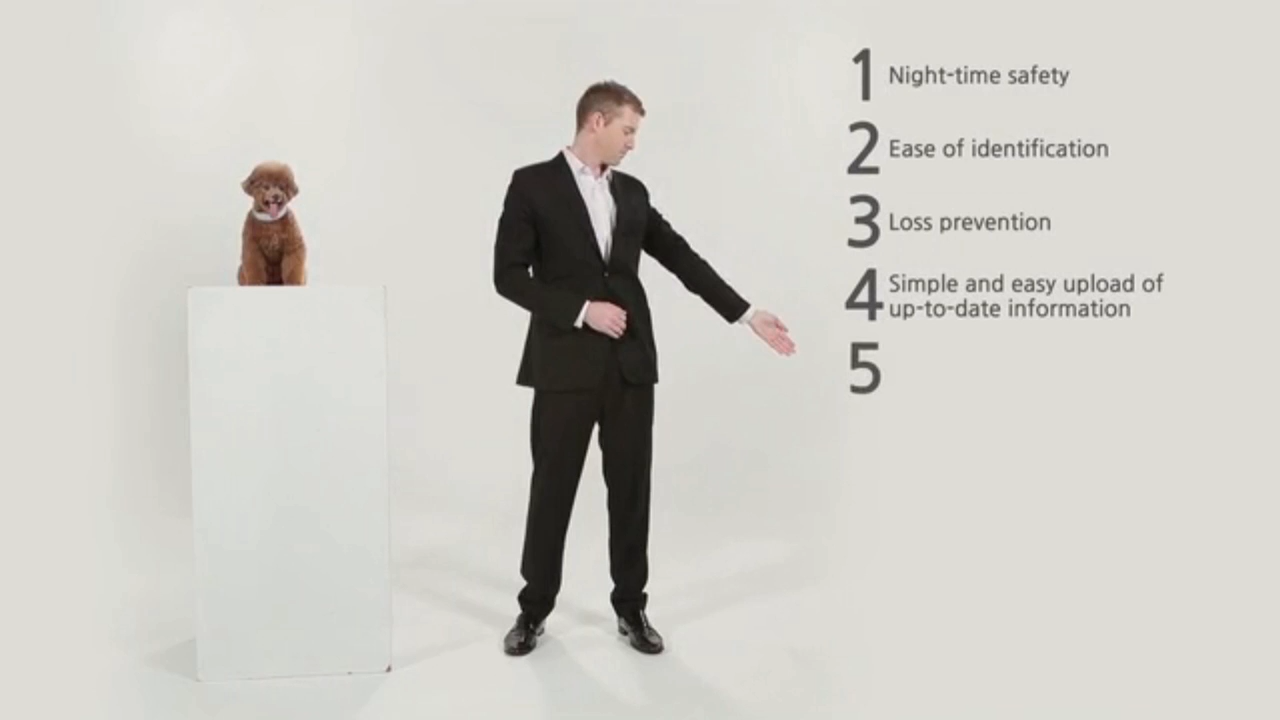 1 Night-time safety
2 Ease of identification
3 Loss prevention
4 Simple and easy upload of
up-to-date information
5